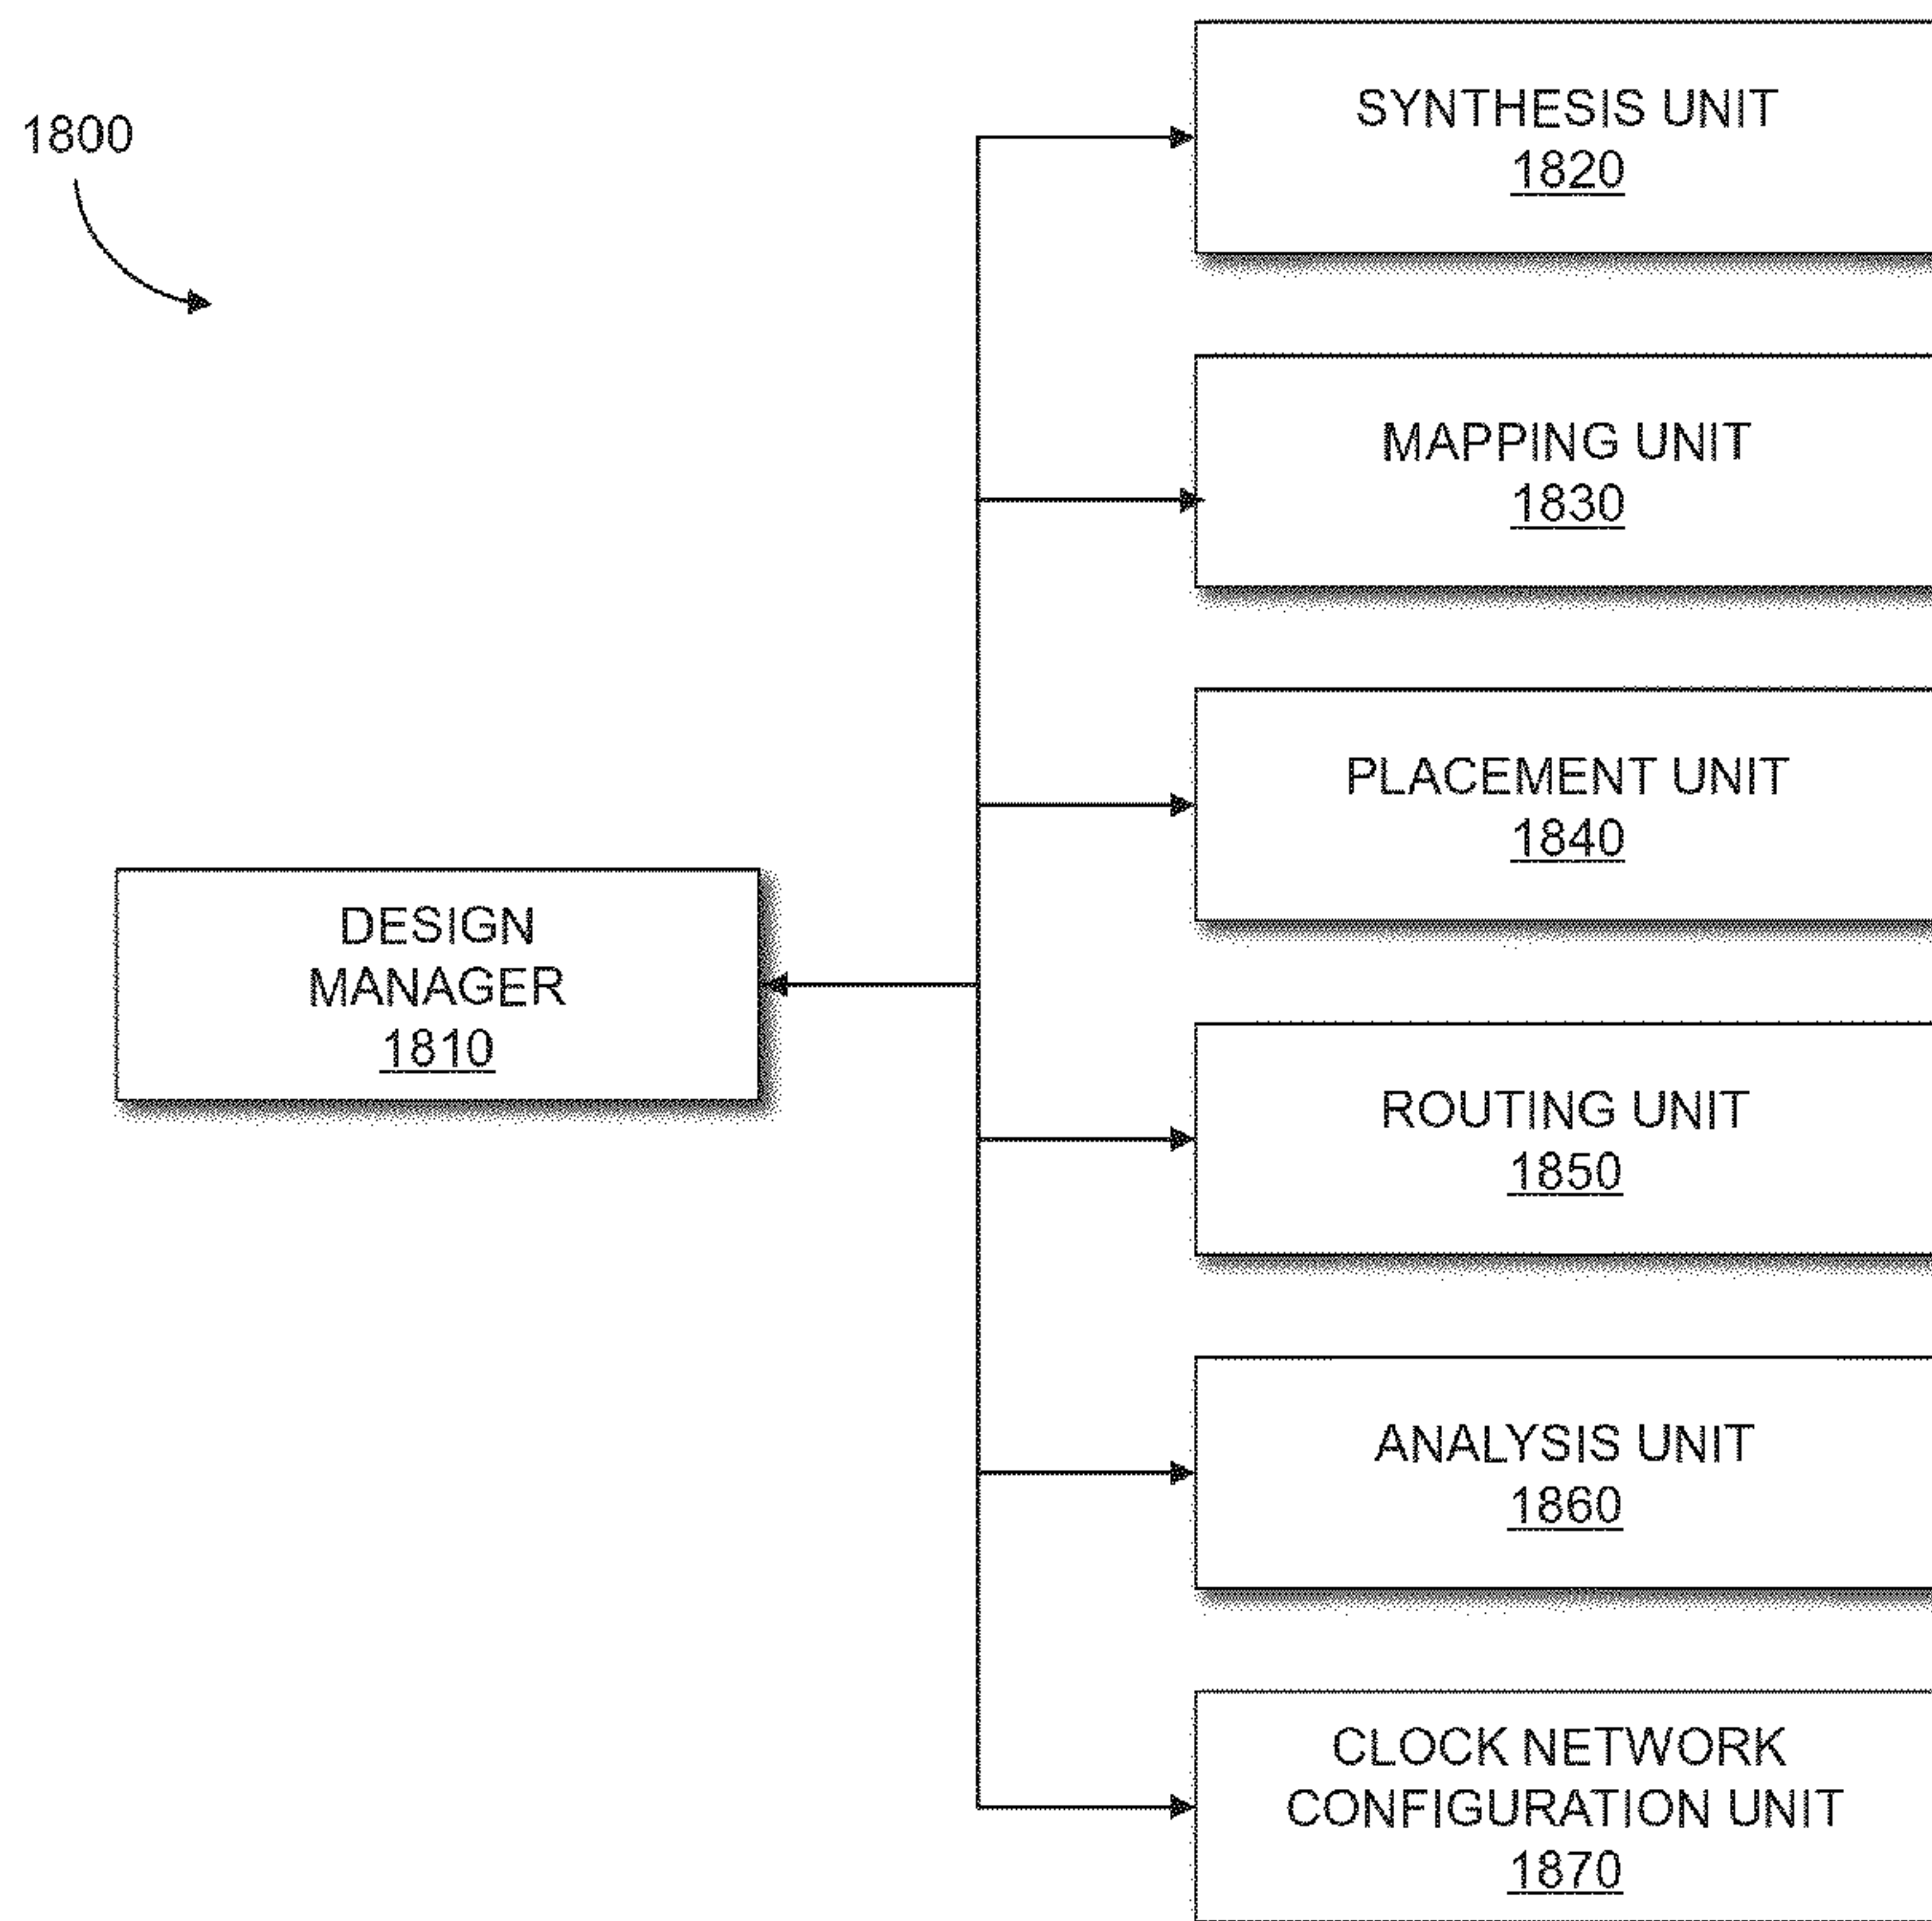 1800
SYNTHESIS UNIT
1820
MAPPING UNIT
1830
PLACEMENT UNIT
1840
DESIGN
MANAGER
1810
ROUTING UNIT
1850
ANALYSIS UNIT
1860
CLOCK NETWORK
CONFIGURATION UNIT
1870